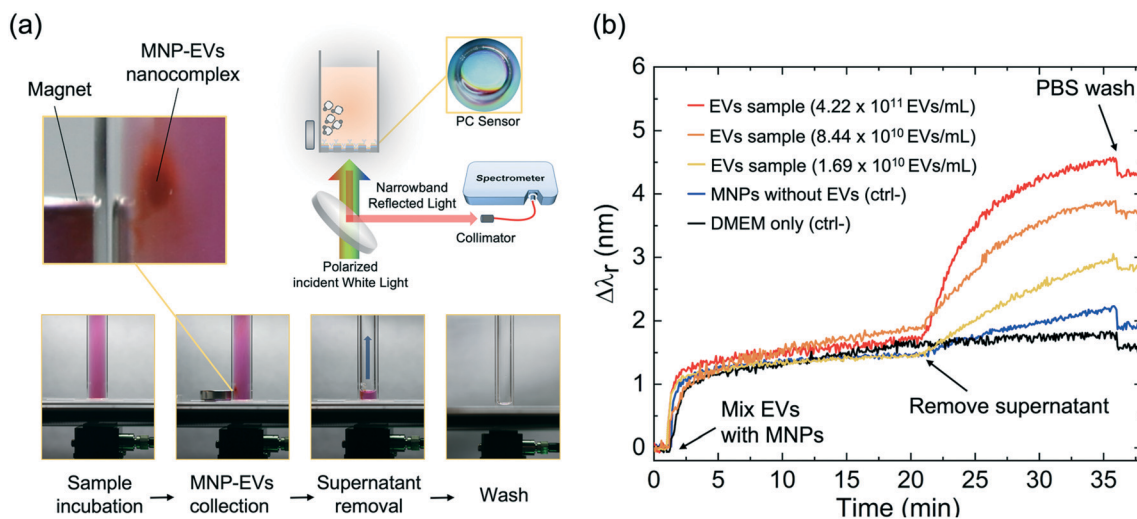 (a)
MNP-EVs
nanocomplex
Magnet
PC Sensor
Narrowband
Reflected Light
Spectrometer
Collimator
Polarized
incident White Light
Sample
incubation
MNP-EVs
collection
Supernatant
removal
Wash
(b)
6
5
4
3
2
1
0
Δλr (nm)
EVs sample (4.22 x 10¹¹ EVs/mL)
EVs sample (8.44 x 10¹⁰ EVs/mL)
EVs sample (1.69 x 10¹⁰ EVs/mL)
MNPs without EVs (ctrl-)
DMEM only (ctrl-)
PBS wash
Mix EVs
with MNPs
Remove supernatant
0 5 10 15 20 25 30 35
Time (min)